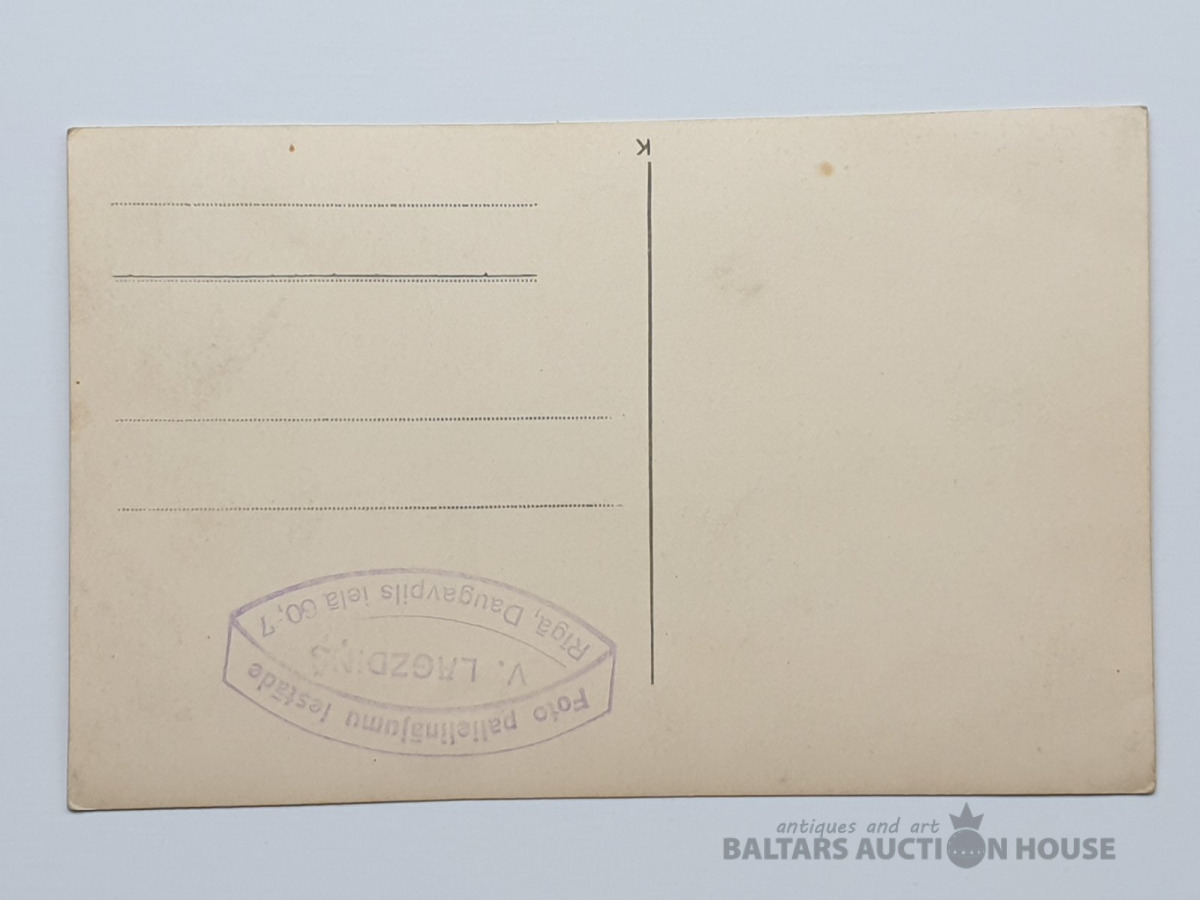 K
Foto palielinājumu iestāde
V. LAGZDIŅŠ
Rīgā, Daugavpils ielā 60,-7
antiques and art
BALTARS AUCTION HOUSE